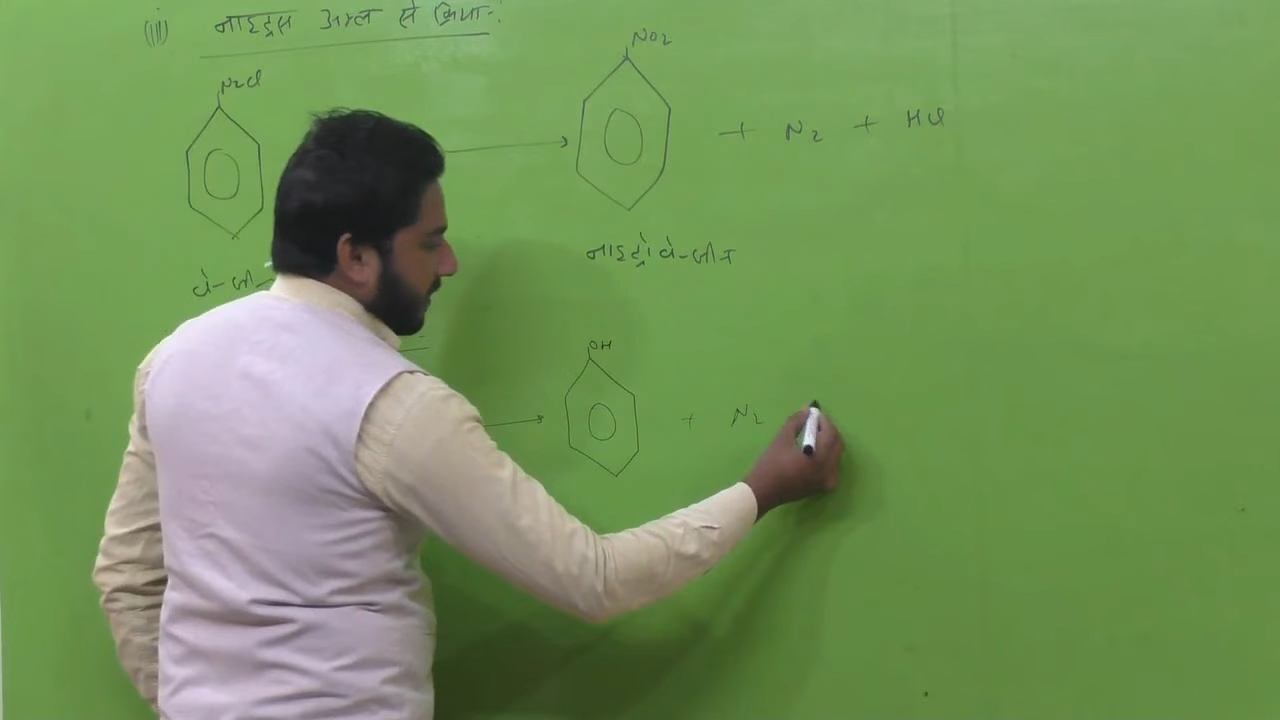 (iii) नाइट्रस अम्ल से क्रिया-:
N2Cl
NO2
+ N2 + HCl
बेन्जी
नाइट्रोबेन्जीन
OH
+ N2